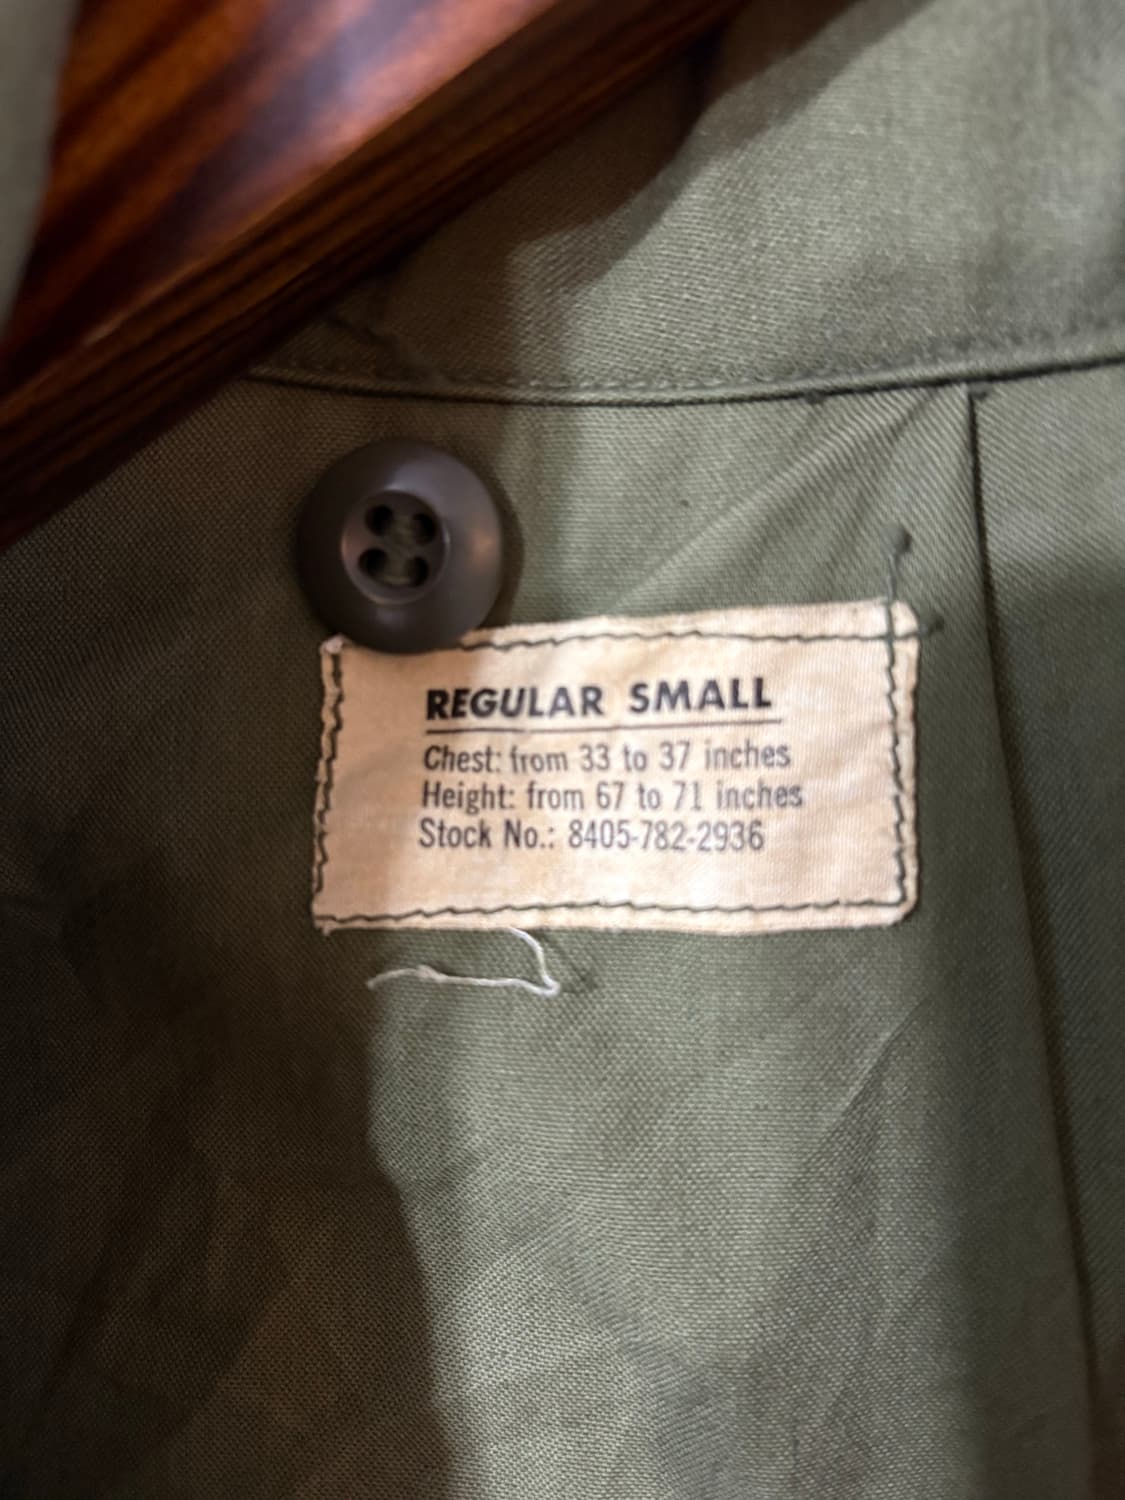 REGULAR SMALL
Chest: from 33 to 37 inches
Height: from 67 to 71 inches
Stock No.: 8405-782-2936